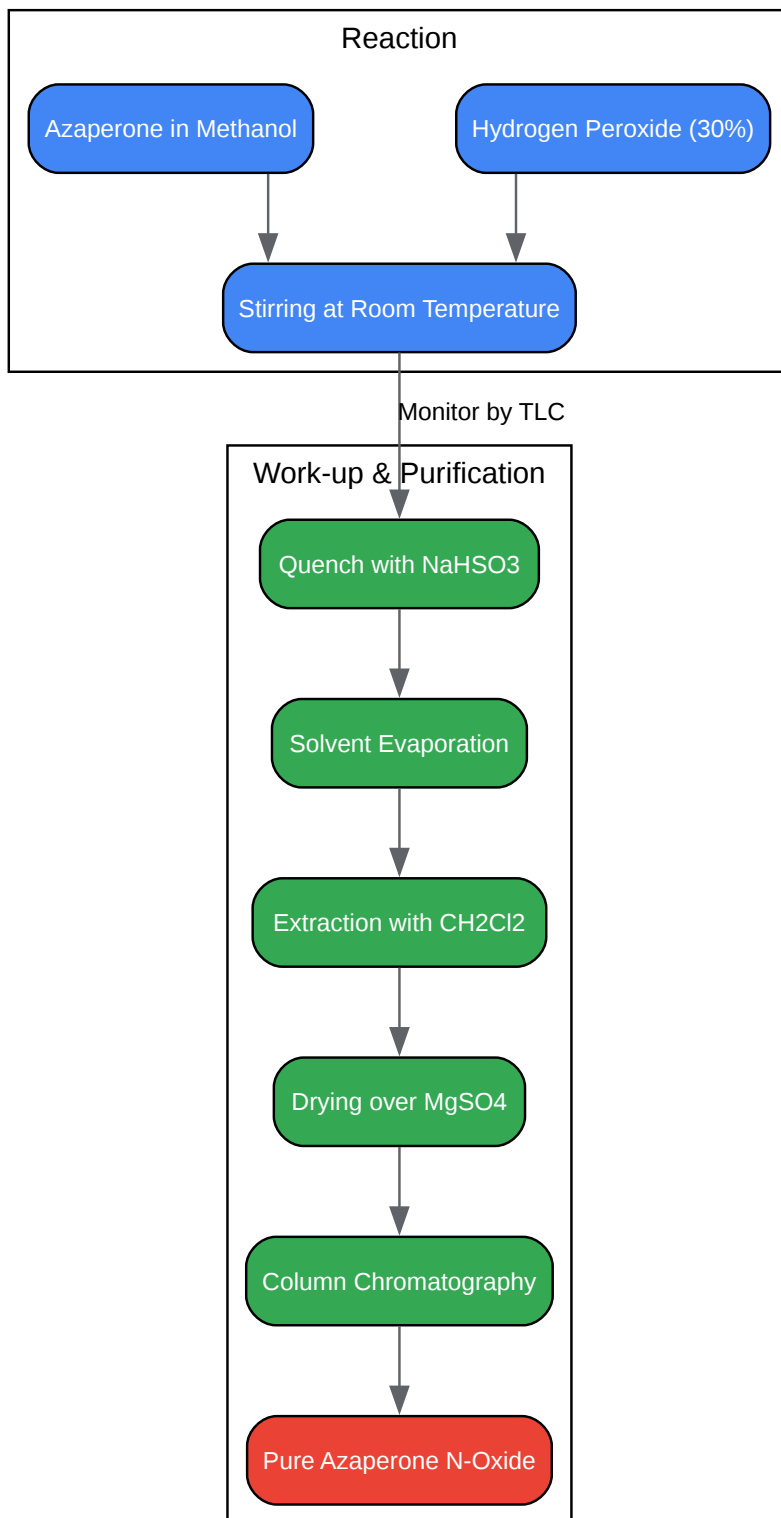 Reaction
Azaperone in Methanol
Hydrogen Peroxide (30%)
Stirring at Room Temperature
Monitor by TLC
Work-up & Purification
Quench with NaHSO3
Solvent Evaporation
Extraction with CH2Cl2
Drying over MgSO4
Column Chromatography
Pure Azaperone N-Oxide